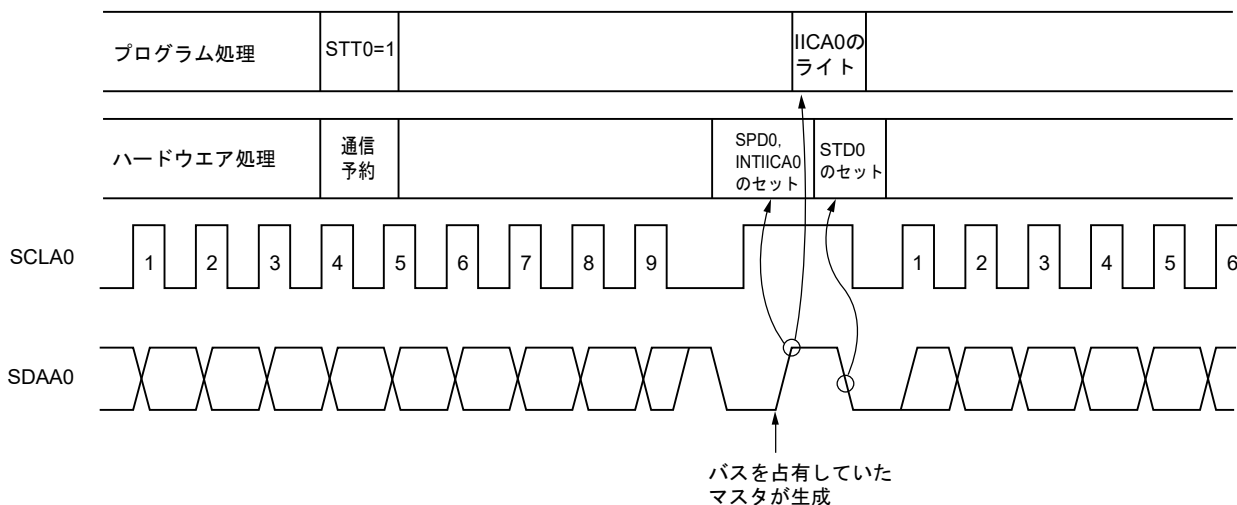 プログラム処理
STT0=1
IICA0の
ライト
ハードウエア処理
通信
予約
SPD0,
INTIICA0
のセット
STD0
のセット
SCLA0
1 2 3 4 5 6 7 8 9 1 2 3 4 5 6
SDAA0
バスを占有していた
マスタが生成